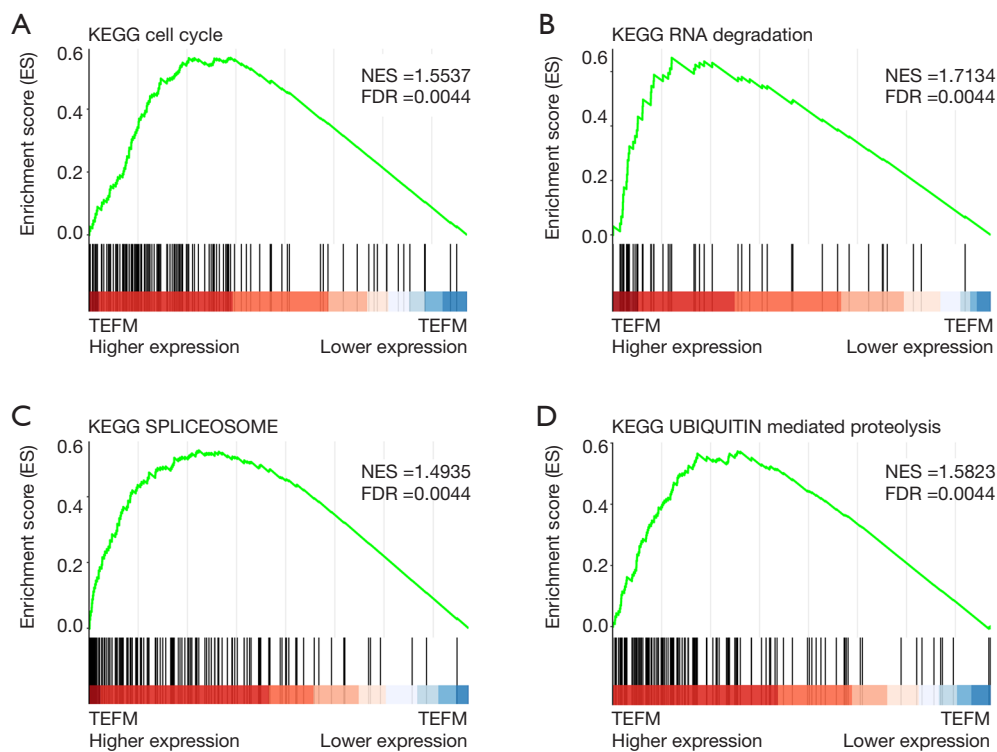 A
KEGG cell cycle
Enrichment score (ES)
0.6
0.4
0.2
0.0
NES =1.5537
FDR =0.0044
TEFM
Higher expression
TEFM
Lower expression
B
KEGG RNA degradation
Enrichment score (ES)
0.6
0.4
0.2
0.0
NES =1.7134
FDR =0.0044
TEFM
Higher expression
TEFM
Lower expression
C
KEGG SPLICEOSOME
Enrichment score (ES)
0.6
0.4
0.2
0.0
NES =1.4935
FDR =0.0044
TEFM
Higher expression
TEFM
Lower expression
D
KEGG UBIQUITIN mediated proteolysis
Enrichment score (ES)
0.6
0.4
0.2
0.0
NES =1.5823
FDR =0.0044
TEFM
Higher expression
TEFM
Lower expression